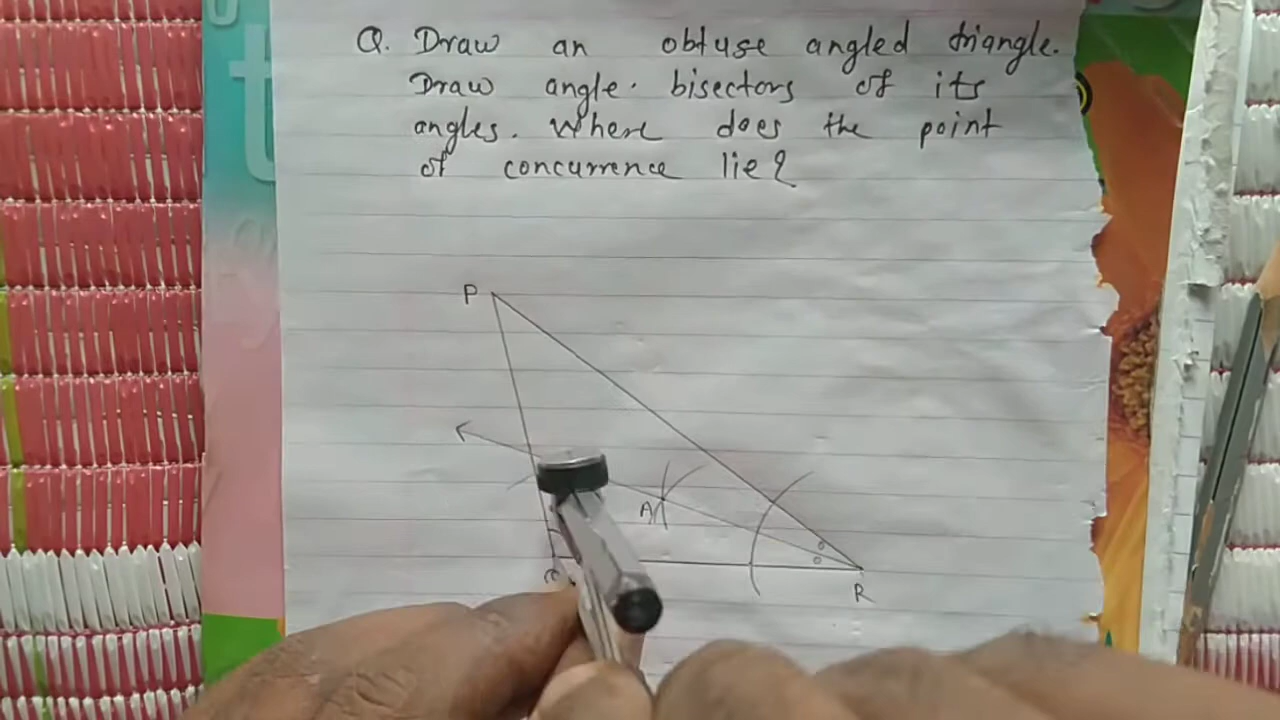 Q. Draw an obtuse angled triangle.
Draw angle bisectors of its
angles. Where does the point
of concurrence lie?
P
A
R